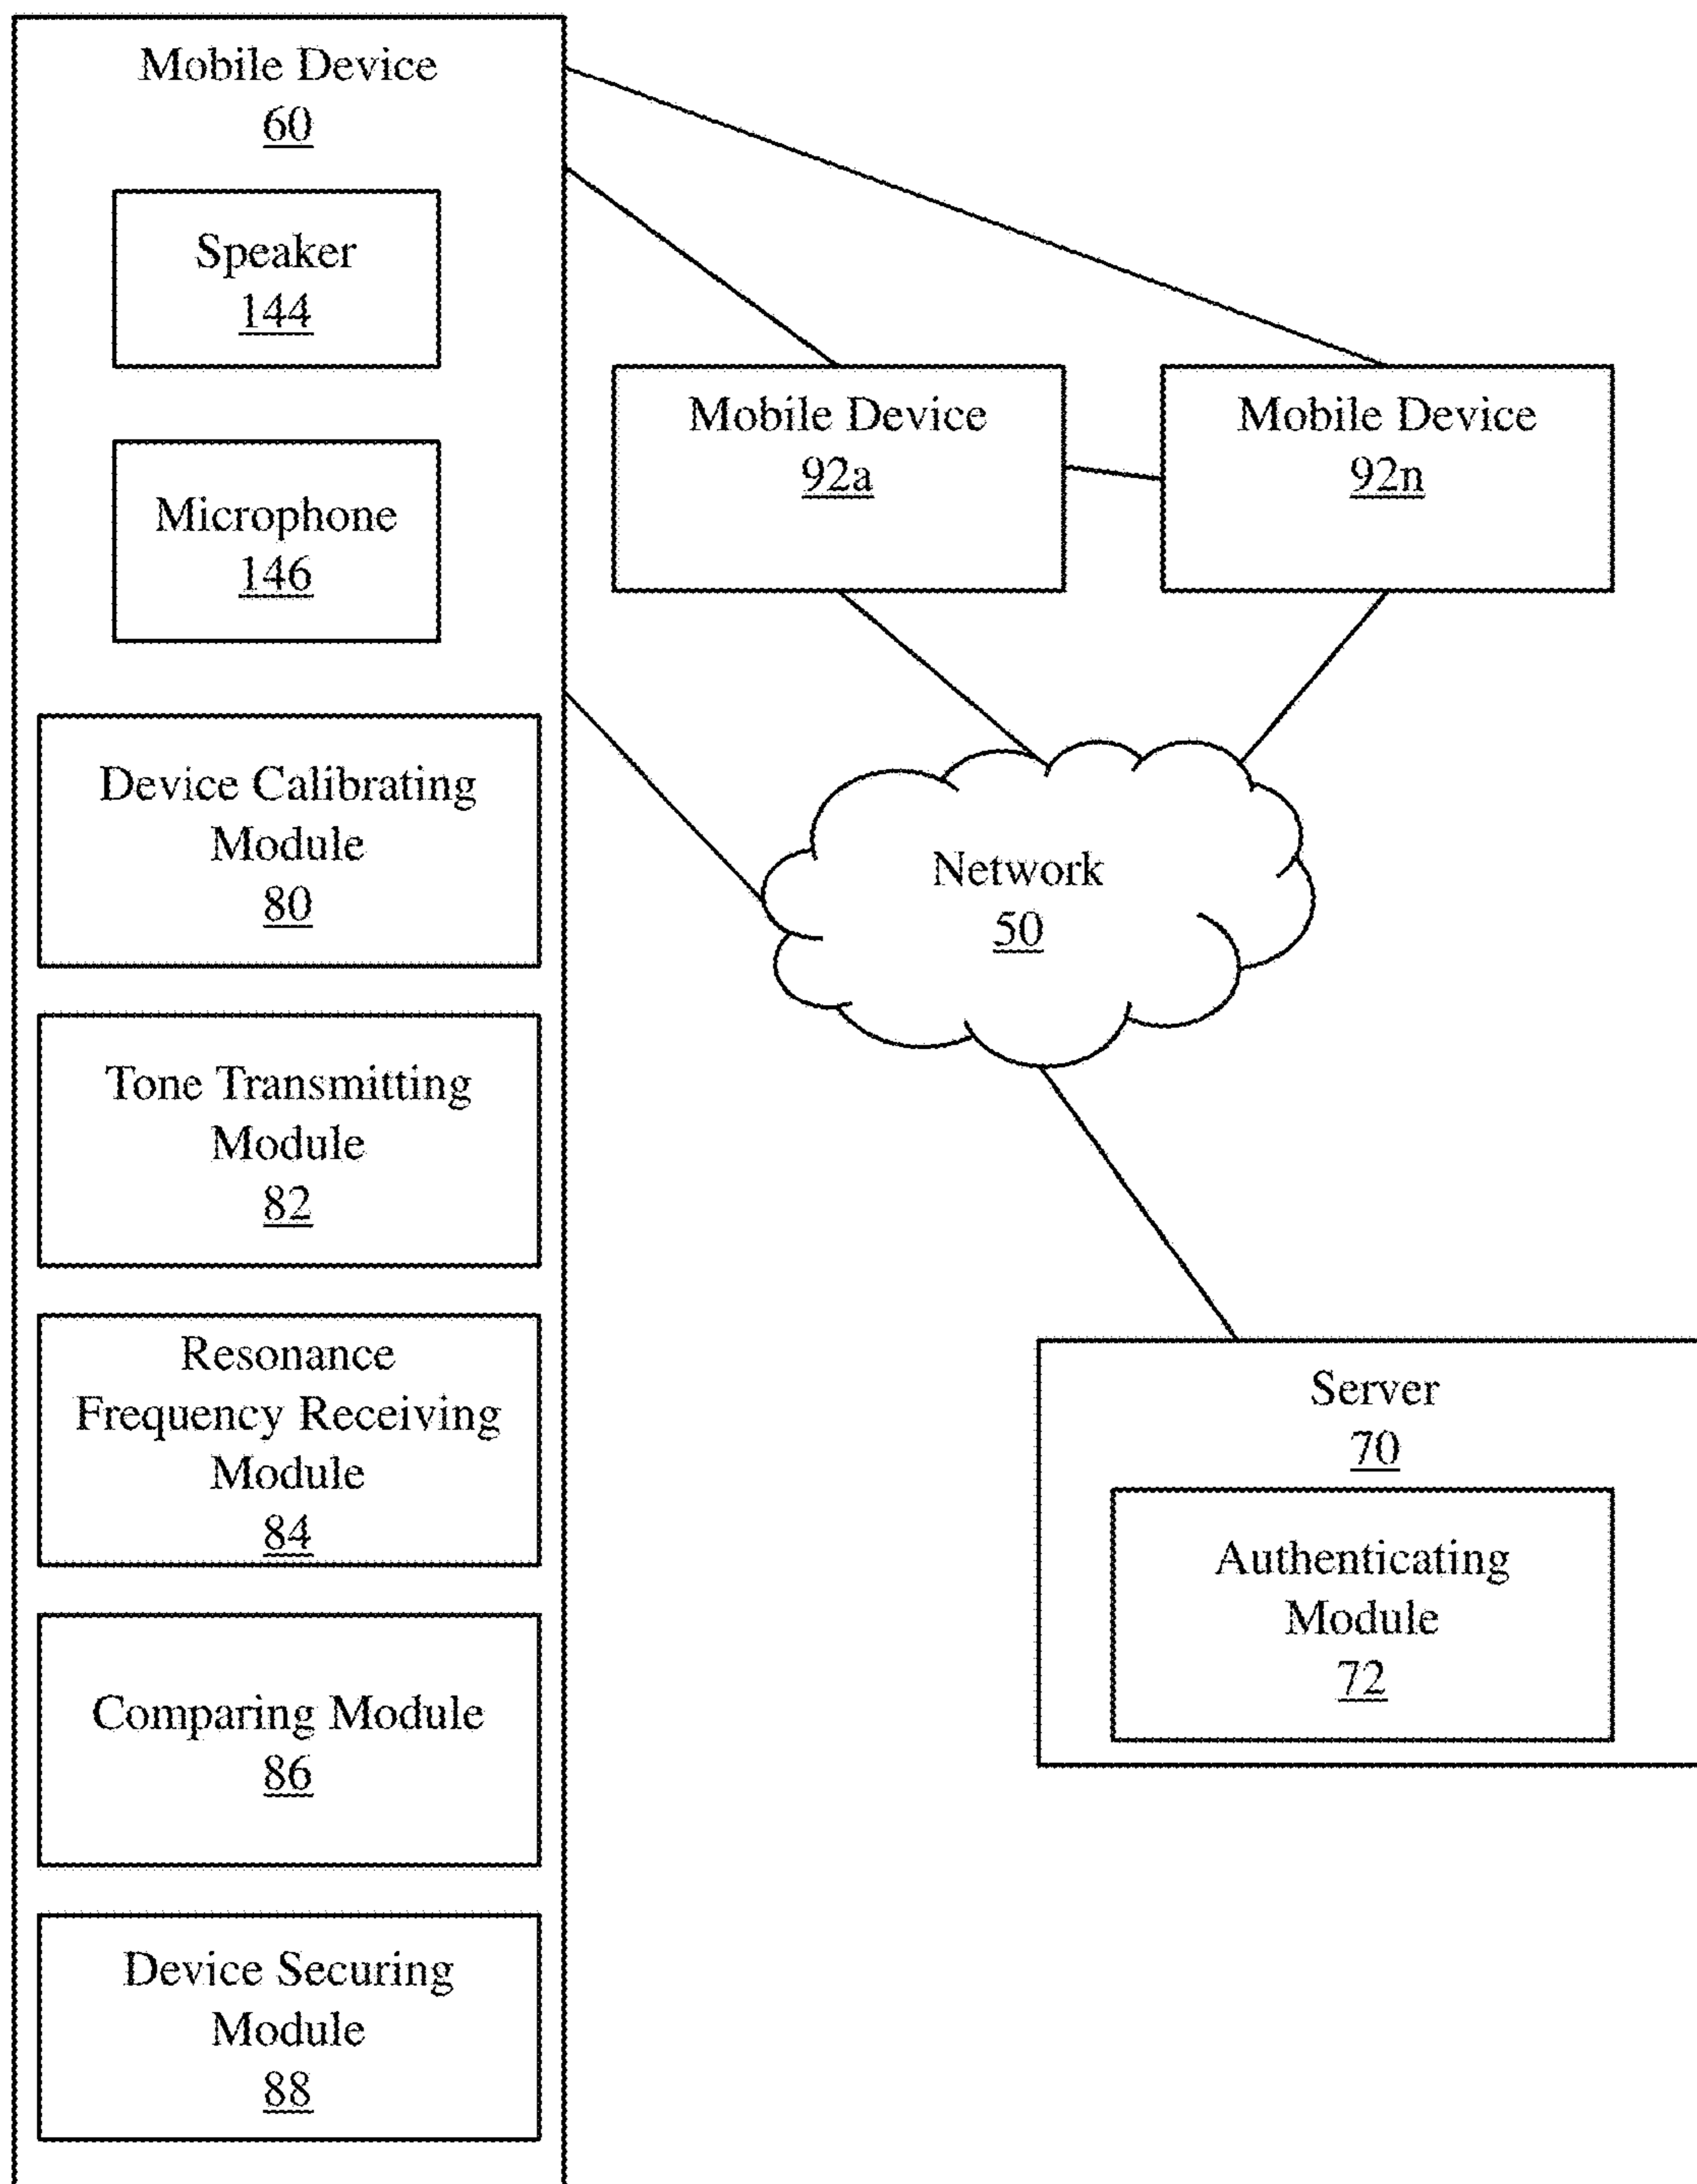 Mobile Device
60
Speaker
144
Microphone
146
Device Calibrating
Module
80
Tone Transmitting
Module
82
Resonance
Frequency Receiving
Module
84
Comparing Module
86
Device Securing
Module
88
Mobile Device
92a
Mobile Device
92n
Network
50
Server
70
Authenticating
Module
72